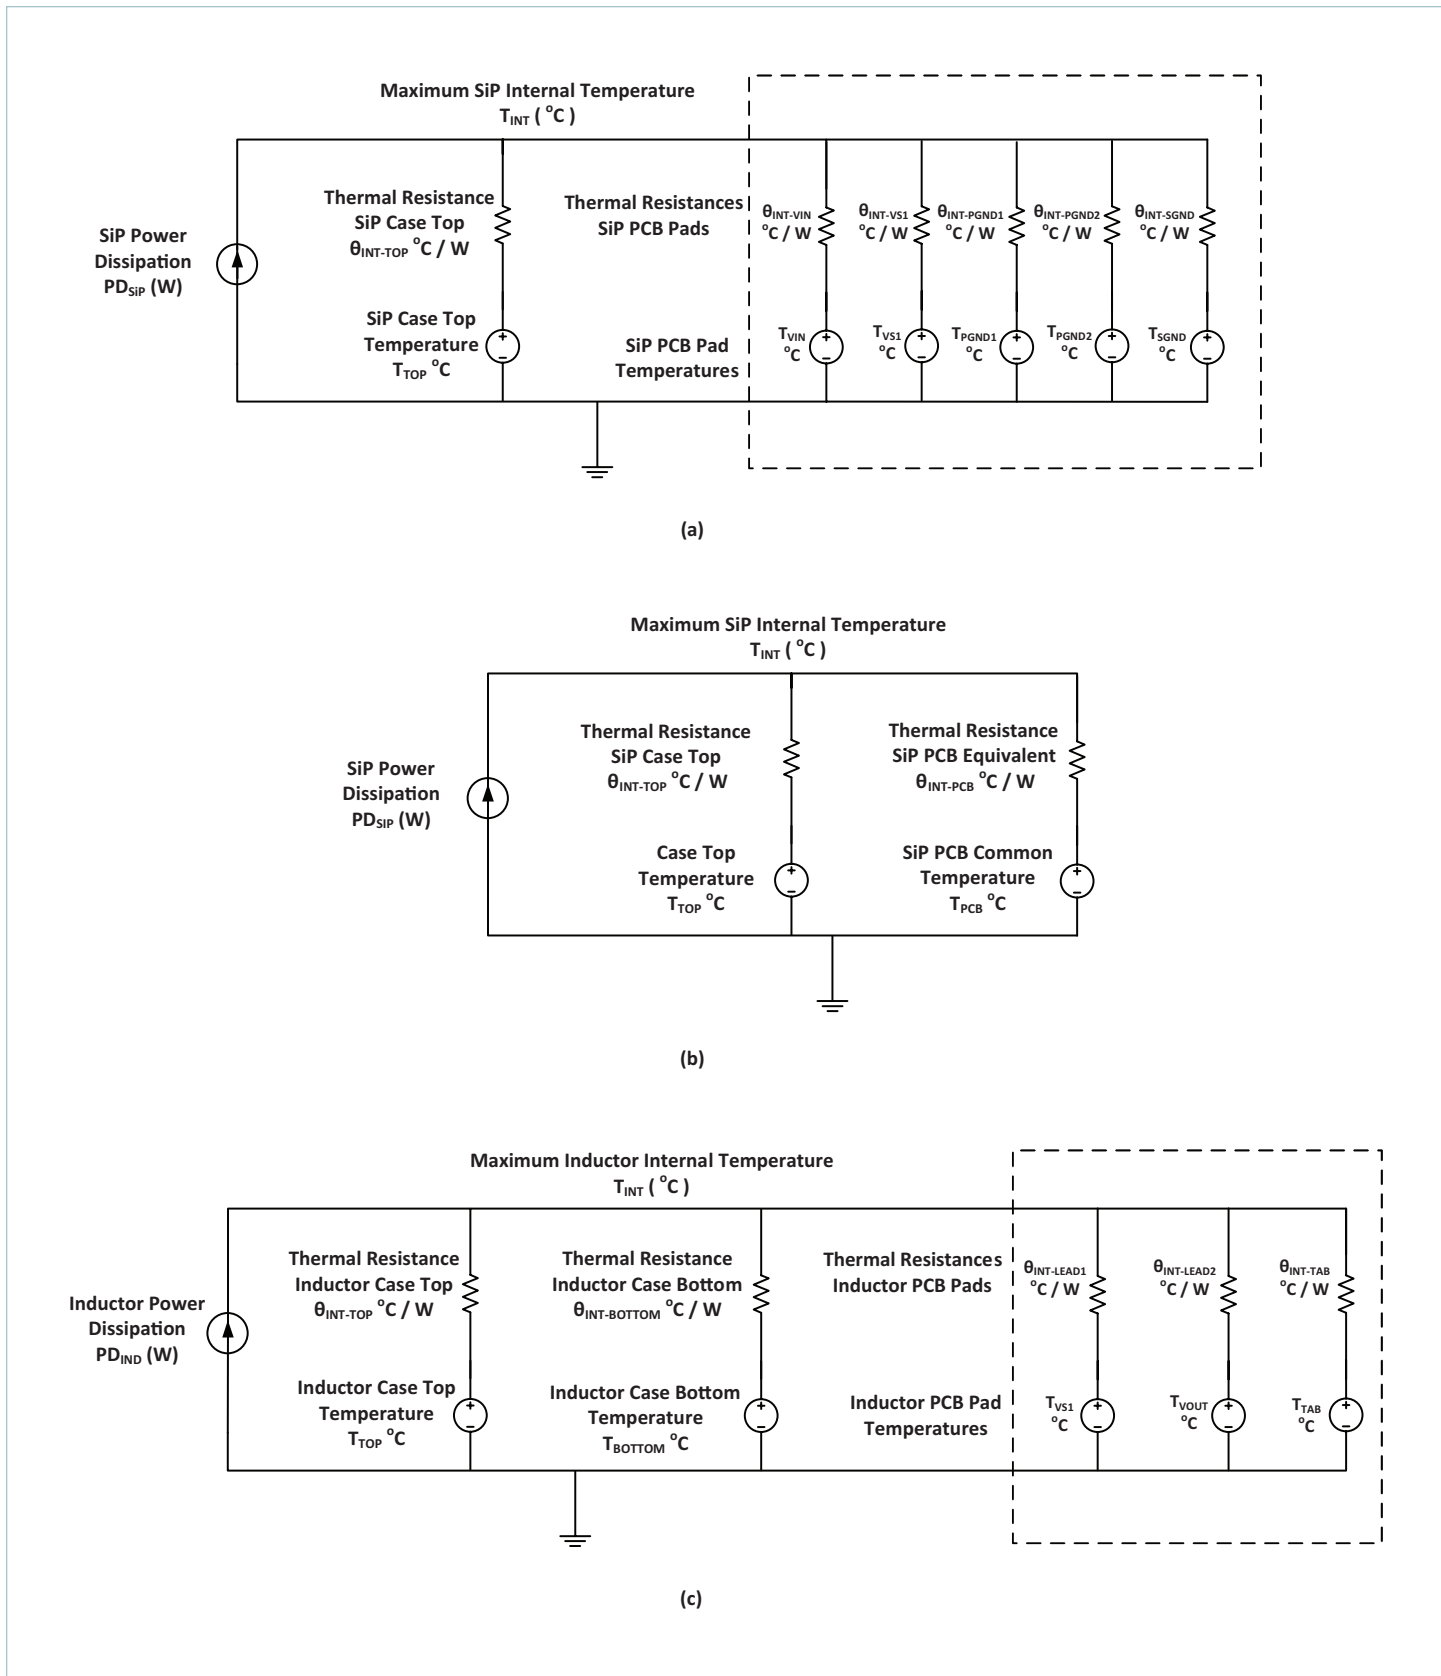 Maximum SiP Internal Temperature
TINT ( °C )
Thermal Resistance
SiP Case Top
θINT-TOP °C / W
Thermal Resistances
SiP PCB Pads
θINT-VIN
°C / W
θINT-VS1
°C / W
θINT-PGND1
°C / W
θINT-PGND2
°C / W
θINT-SGND
°C / W
SiP Power
Dissipation
PDSiP (W)
SiP Case Top
Temperature
TTOP °C
SiP PCB Pad
Temperatures
TVIN
°C
TVS1
°C
TPGND1
°C
TPGND2
°C
TSGND
°C
+
−
+
−
+
−
+
−
+
−
+
−
(a)
Maximum SiP Internal Temperature
TINT ( °C )
Thermal Resistance
SiP Case Top
θINT-TOP °C / W
Thermal Resistance
SiP PCB Equivalent
θINT-PCB °C / W
SiP Power
Dissipation
PDSIP (W)
Case Top
Temperature
TTOP °C
SiP PCB Common
Temperature
TPCB °C
+
−
+
−
(b)
Maximum Inductor Internal Temperature
TINT ( °C )
Thermal Resistance
Inductor Case Top
θINT-TOP °C / W
Thermal Resistance
Inductor Case Bottom
θINT-BOTTOM °C / W
Thermal Resistances
Inductor PCB Pads
θINT-LEAD1
°C / W
θINT-LEAD2
°C / W
θINT-TAB
°C / W
Inductor Power
Dissipation
PDIND (W)
Inductor Case Top
Temperature
TTOP °C
Inductor Case Bottom
Temperature
TBOTTOM °C
Inductor PCB Pad
Temperatures
TVS1
°C
TVOUT
°C
TTAB
°C
+
−
+
−
+
−
+
−
+
−
(c)